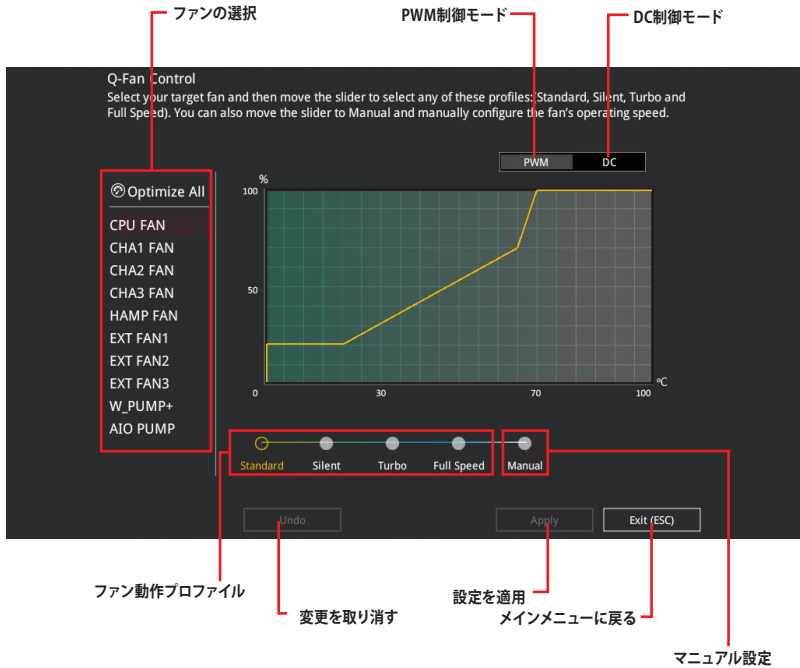 ファンの選択
PWM制御モード
DC制御モード
Q-Fan Control
Select your target fan and then move the slider to select any of these profiles:(Standard, Silent, Turbo and
Full Speed). You can also move the slider to Manual and manually configure the fan's operating speed.
PWM
DC
Optimize All
CPU FAN
CHA1 FAN
CHA2 FAN
CHA3 FAN
HAMP FAN
EXT FAN1
EXT FAN2
EXT FAN3
W_PUMP+
AIO PUMP
%
100
50
0
30
70
100
ºC
Standard
Silent
Turbo
Full Speed
Manual
Undo
Apply
Exit (ESC)
ファン動作プロファイル
変更を取り消す
設定を適用
メインメニューに戻る
マニュアル設定